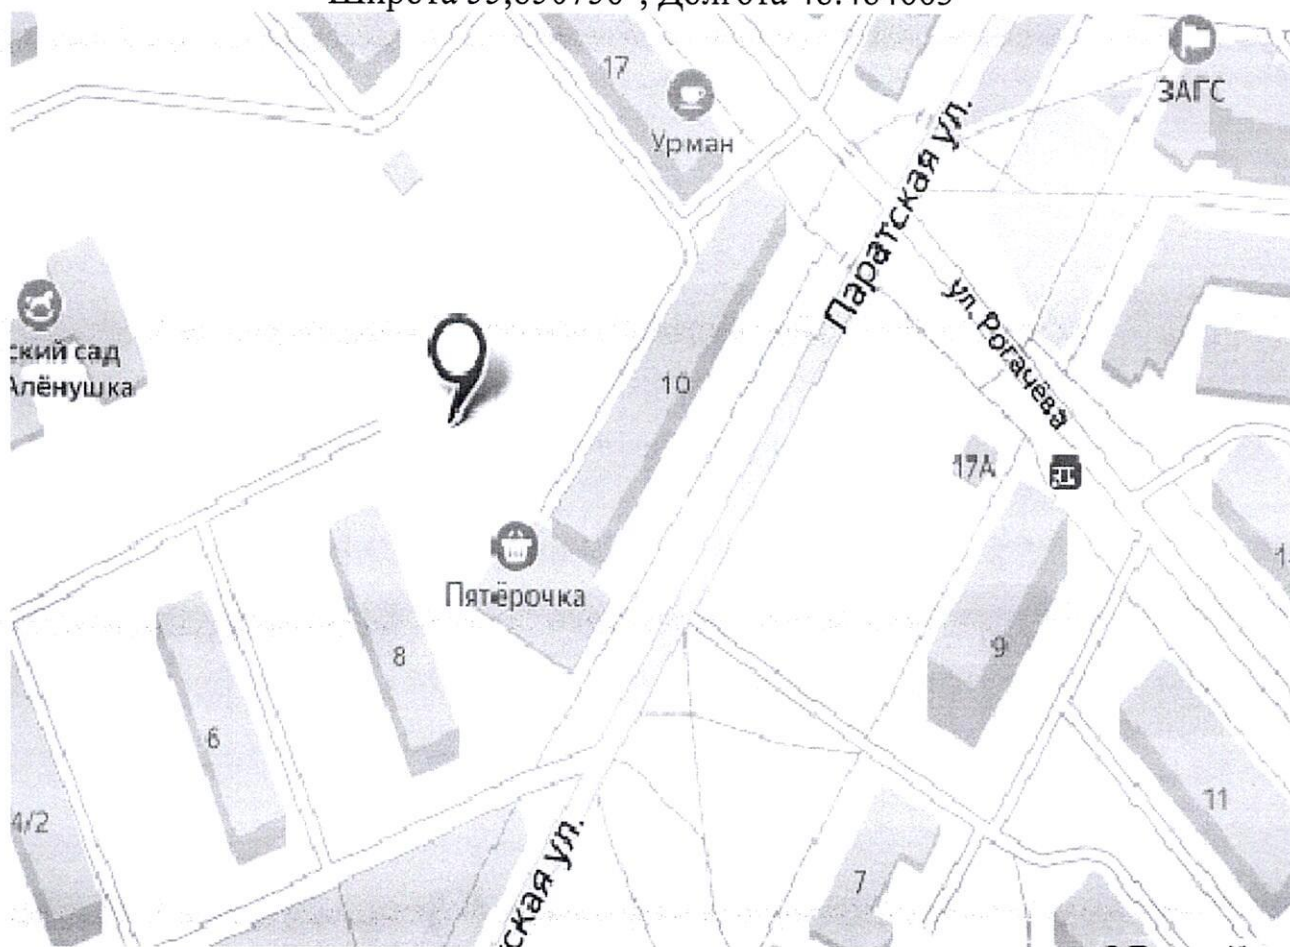 17
ЗАГС
Урман
Паратская ул.
ул. Рогачёва
ский сад
Алёнушка
10
17А
Пятёрочка
8
9
6
11
4/2
7
ская ул.